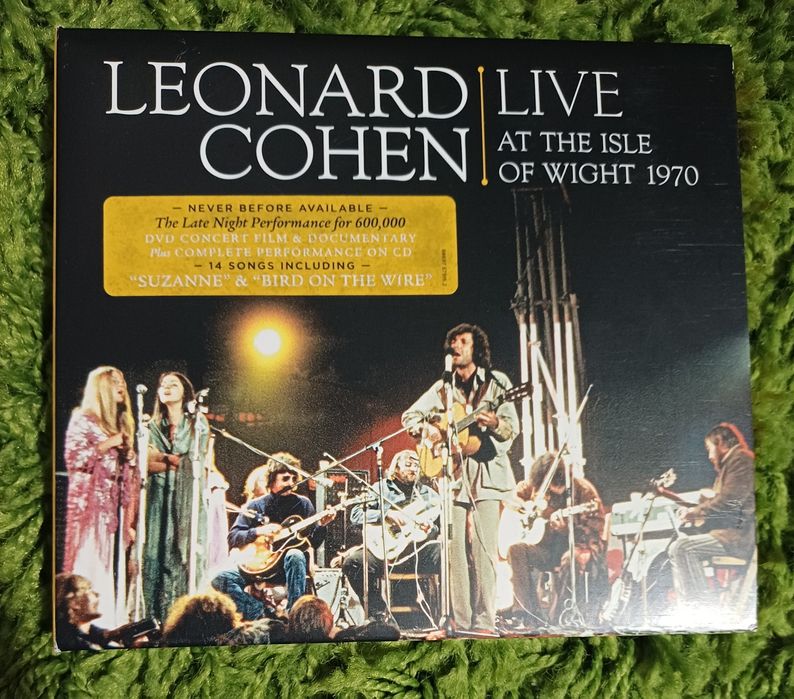 LEONARD
COHEN
LIVE
AT THE ISLE
OF WIGHT 1970
— NEVER BEFORE AVAILABLE —
The Late Night Performance for 600,000
DVD CONCERT FILM & DOCUMENTARY
Plus COMPLETE PERFORMANCE ON CD
— 14 SONGS INCLUDING —
“SUZANNE” & “BIRD ON THE WIRE”